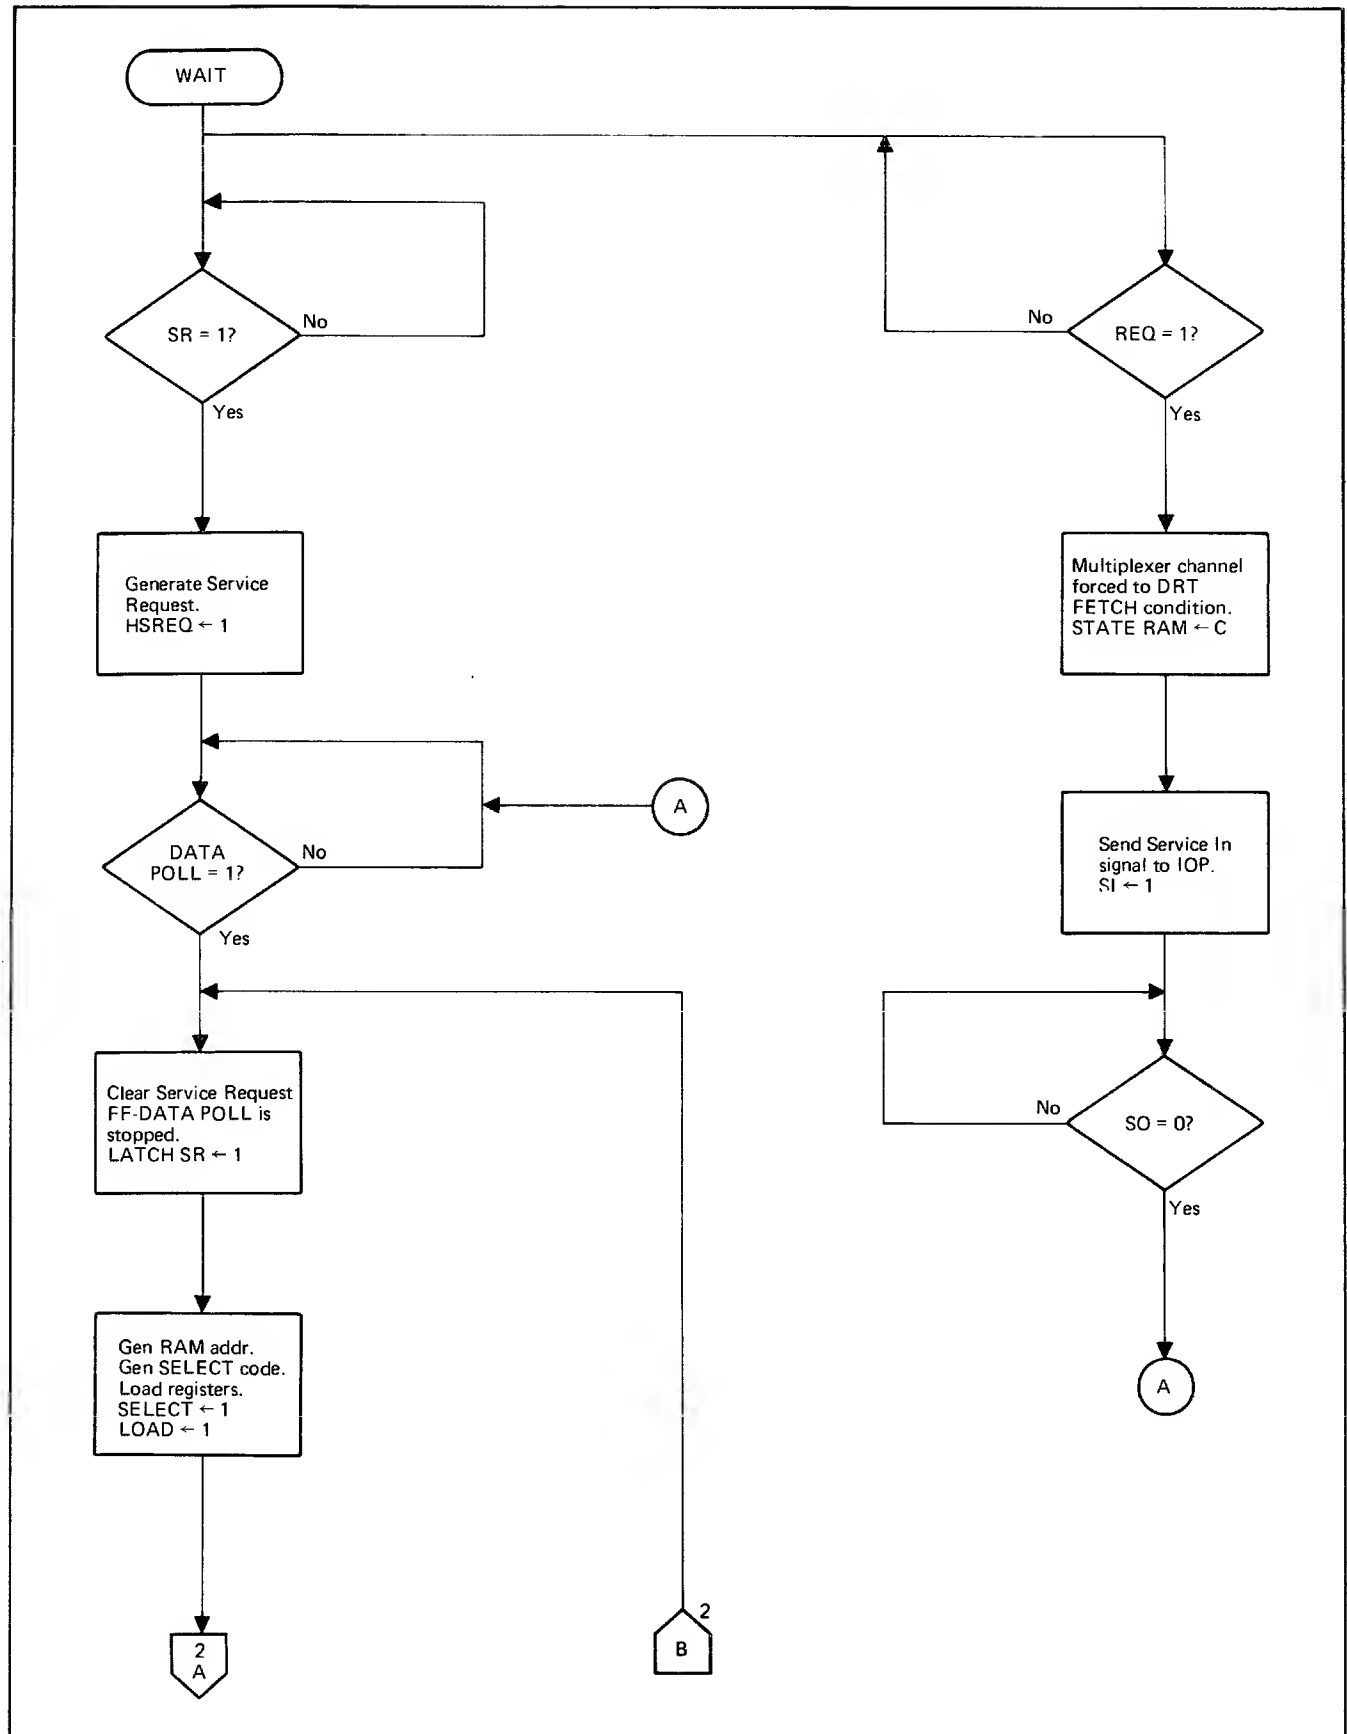 WAIT
SR = 1?
No
Yes
REQ = 1?
No
Yes
Generate Service
Request.
HSREQ ← 1
Multiplexer channel
forced to DRT
FETCH condition.
STATE RAM ← C
DATA
POLL = 1?
No
Yes
A
Send Service In
signal to IOP.
SI ← 1
Clear Service Request
FF-DATA POLL is
stopped.
LATCH SR ← 1
SO = 0?
No
Yes
Gen RAM addr.
Gen SELECT code.
Load registers.
SELECT ← 1
LOAD ← 1
A
2
A
2
B